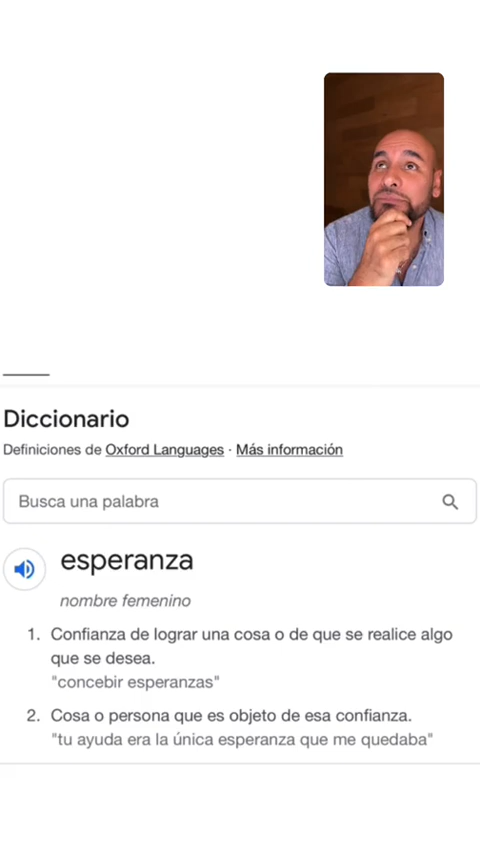 Diccionario
Definiciones de Oxford Languages · Más información
Busca una palabra
esperanza
nombre femenino
1. Confianza de lograr una cosa o de que se realice algo
que se desea.
"concebir esperanzas"
2. Cosa o persona que es objeto de esa confianza.
"tu ayuda era la única esperanza que me quedaba"